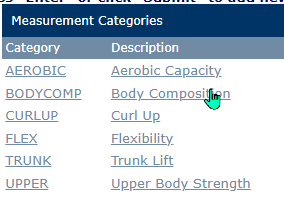 Measurement Categories
Category Description
AEROBIC Aerobic Capacity
BODYCOMP Body Composition
CURLUP Curl Up
FLEX Flexibility
TRUNK Trunk Lift
UPPER Upper Body Strength